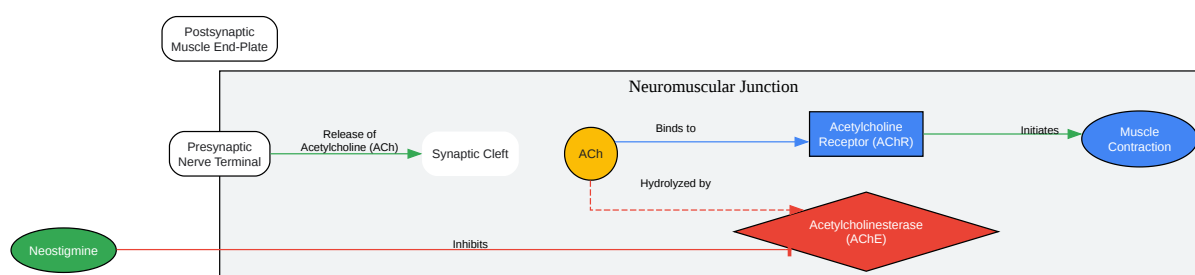 Postsynaptic
Muscle End-Plate
Neuromuscular Junction
Presynaptic
Nerve Terminal
Release of
Acetylcholine (ACh)
Synaptic Cleft
ACh
Binds to
Acetylcholine
Receptor (AChR)
Initiates
Muscle
Contraction
Hydrolyzed by
Acetylcholinesterase
(AChE)
Neostigmine
Inhibits